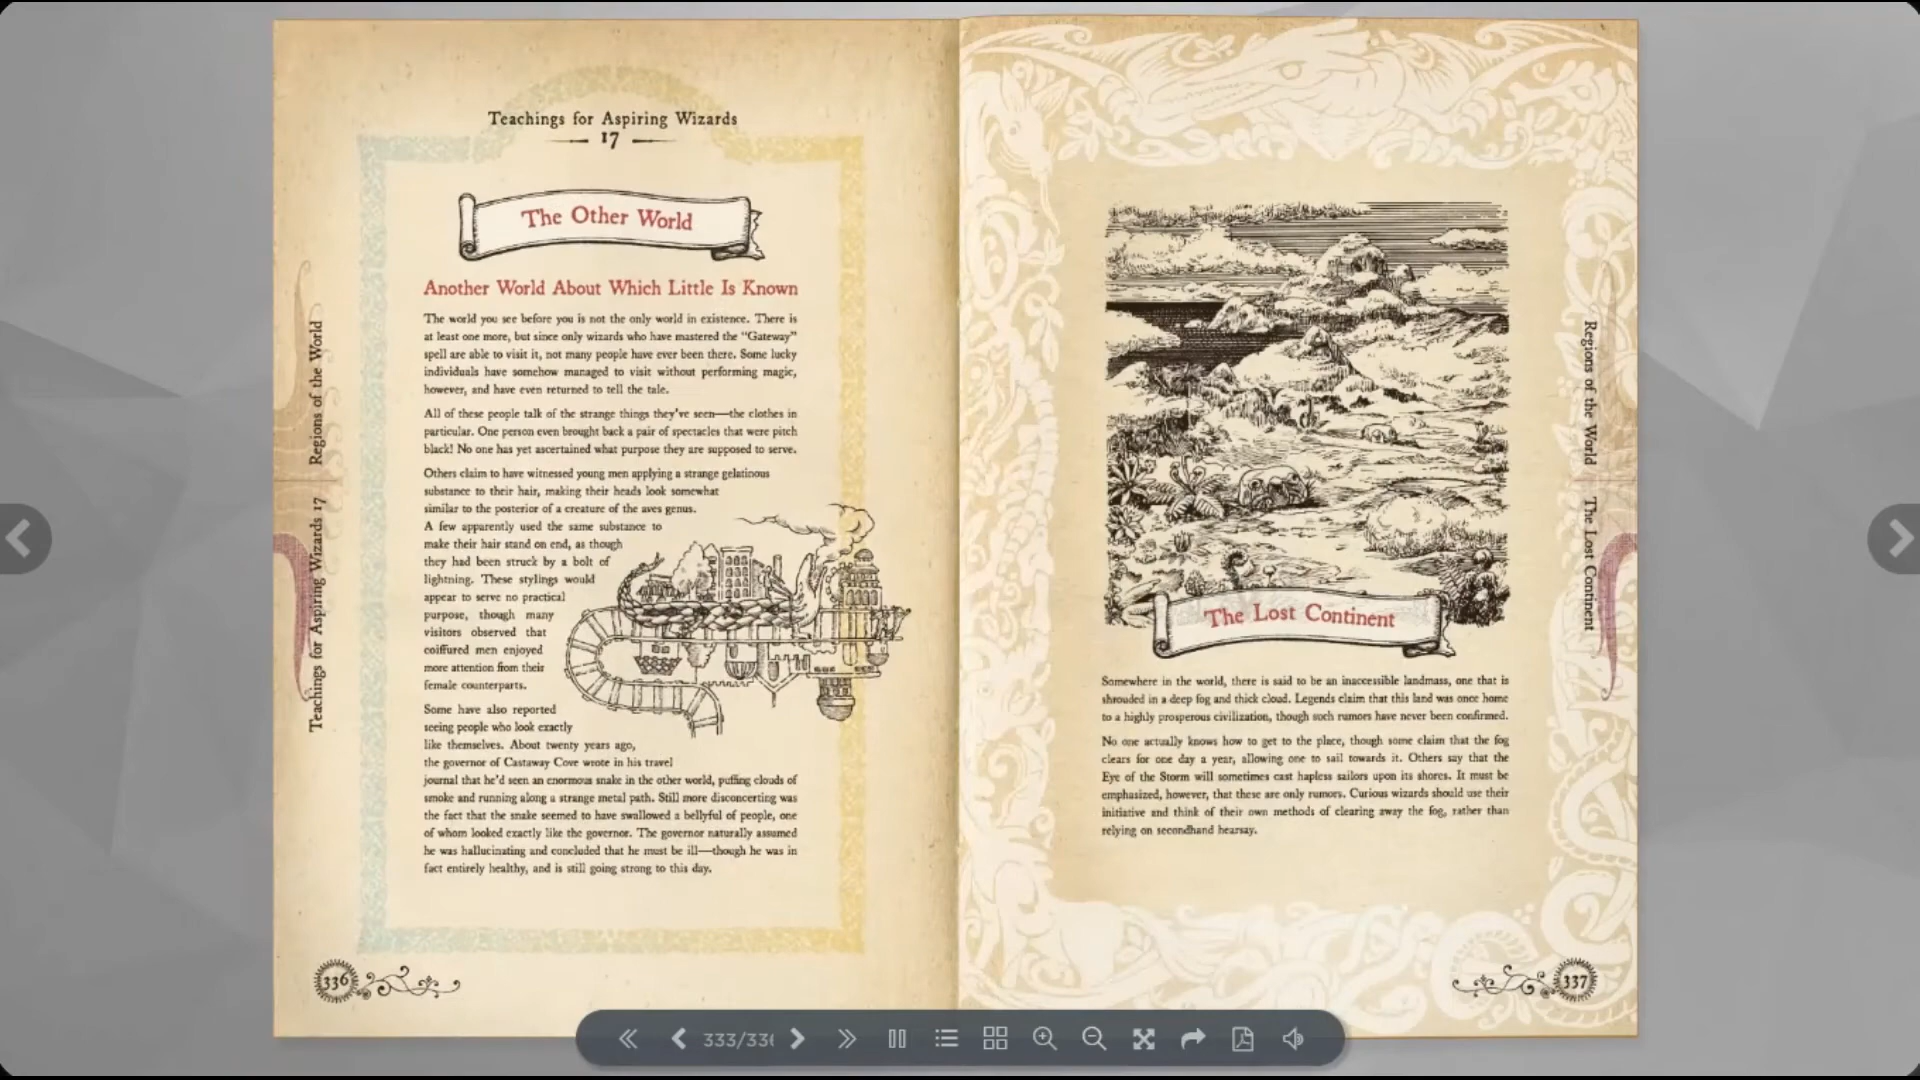 Teachings for Aspiring Wizards
17
The Other World
Another World About Which Little Is Known
The world you see before you is not the only world in existence. There is
at least one more, but since only wizards who have mastered the “Gateway”
spell are able to visit it, not many people have ever been there. Some lucky
individuals have somehow managed to visit without performing magic,
however, and have even returned to tell the tale.
All of these people talk of the strange things they've seen—the clothes in
particular. One person even brought back a pair of spectacles that were pitch
black! No one has yet ascertained what purpose they are supposed to serve.
Others claim to have witnessed young men applying a strange gelatinous
substance to their hair, making their heads look somewhat
similar to the posterior of a creature of the aves genus.
A few apparently used the same substance to
make their hair stand on end, as though
they had been struck by a bolt of
lightning. These stylings would
appear to serve no practical
purpose, though many
visitors observed that
coiffured men enjoyed
more attention from their
female counterparts.
Some have also reported
seeing people who look exactly
like themselves. About twenty years ago,
the governor of Castaway Cove wrote in his travel
journal that he'd seen an enormous snake in the other world, puffing clouds of
smoke and running along a strange metal path. Still more disconcerting was
the fact that the snake seemed to have swallowed a bellyful of people, one
of whom looked exactly like the governor. The governor naturally assumed
he was hallucinating and concluded that he must be ill—though he was in
fact entirely healthy, and is still going strong to this day.
Teachings for Aspiring Wizards 17 Regions of the World
336
The Lost Continent
Somewhere in the world, there is said to be an inaccessible landmass, one that is
shrouded in a deep fog and thick cloud. Legends claim that this land was once home
to a highly prosperous civilization, though such rumors have never been confirmed.
No one actually knows how to get to the place, though some claim that the fog
clears for one day a year, allowing one to sail towards it. Others say that the
Eye of the Storm will sometimes cast hapless sailors upon its shores. It must be
emphasized, however, that these are only rumors. Curious wizards should use their
initiative and think of their own methods of clearing away the fog, rather than
relying on secondhand hearsay.
Regions of the World The Lost Continent
337
333/33